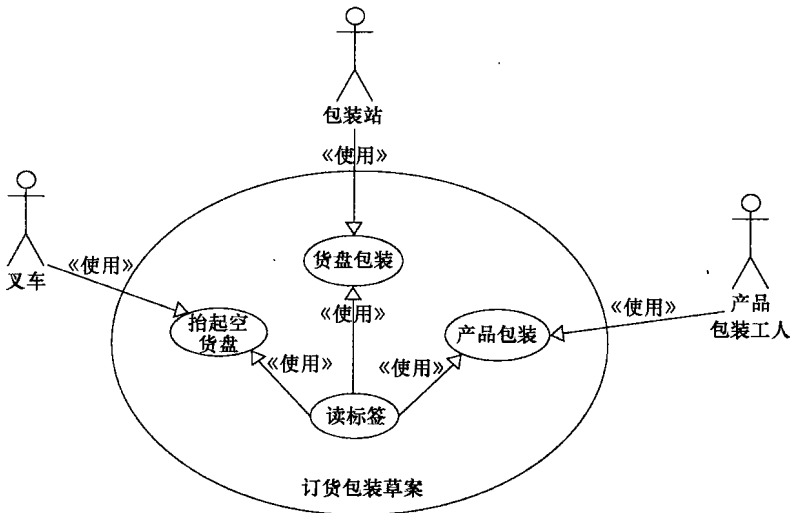 包装站
《使用》
叉车
《使用》
货盘包装
《使用》
产品
包装工人
《使用》
抬起空
货盘
产品包装
《使用》
《使用》
读标签
订货包装草案